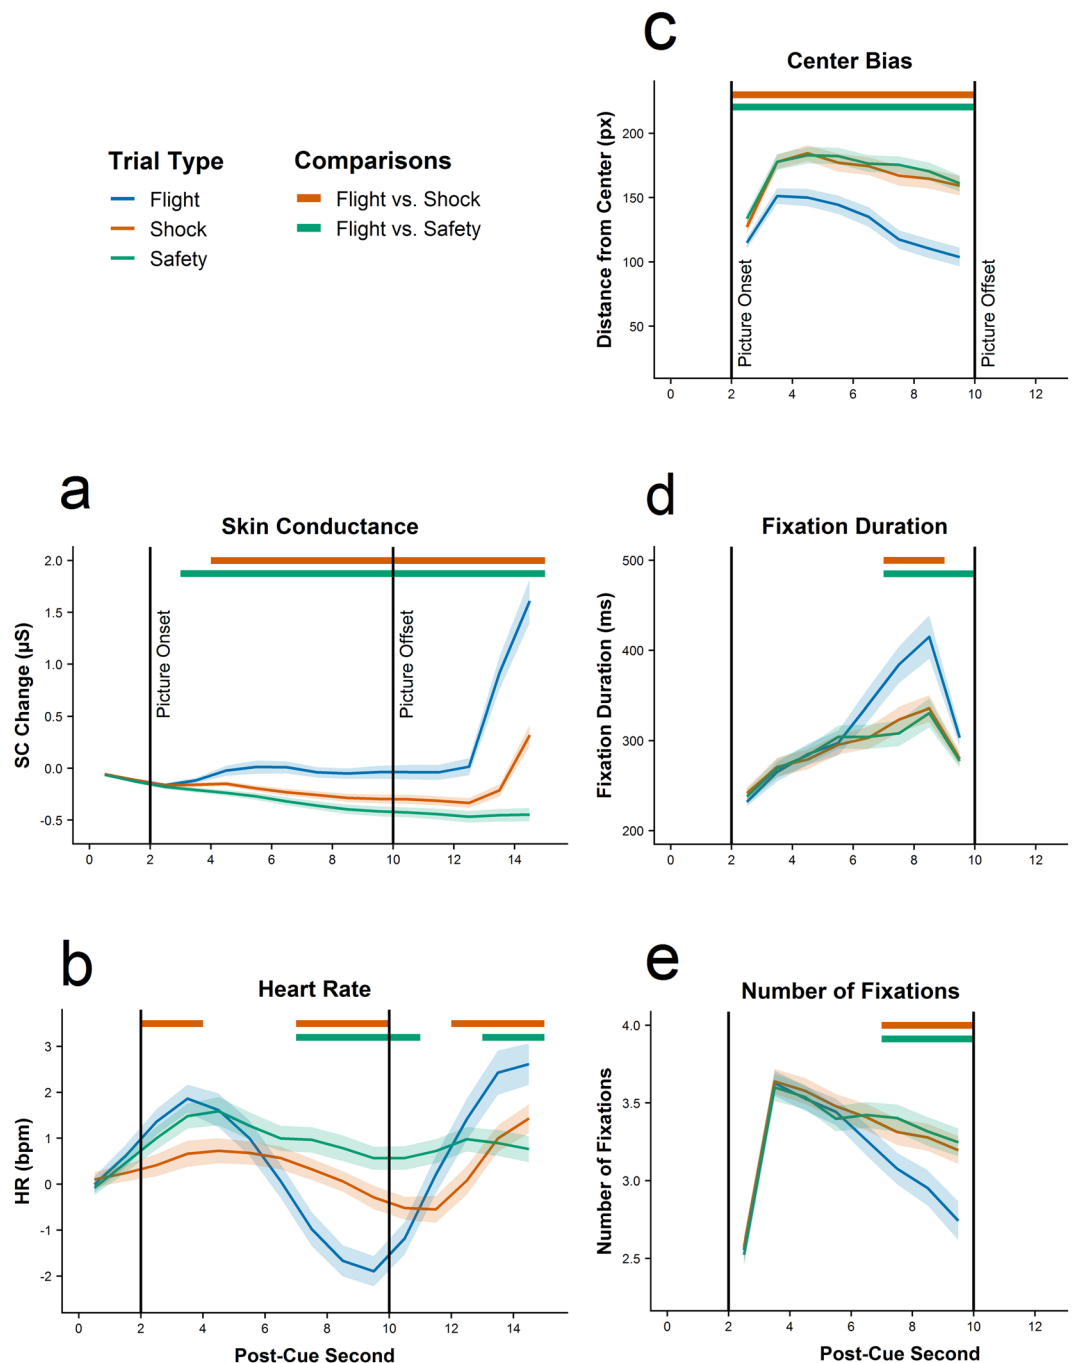 c
Center Bias
Distance from Center (px)
200
150
100
50
Picture Onset
Picture Offset
0 2 4 6 8 10 12
Trial Type
Flight
Shock
Safety
Comparisons
Flight vs. Shock
Flight vs. Safety
a
Skin Conductance
SC Change (μS)
2.0
1.5
1.0
0.5
0.0
-0.5
Picture Onset
Picture Offset
0 2 4 6 8 10 12 14
d
Fixation Duration
Fixation Duration (ms)
500
400
300
200
0 2 4 6 8 10 12
b
Heart Rate
HR (bpm)
3
2
1
0
-1
-2
0 2 4 6 8 10 12 14
Post-Cue Second
e
Number of Fixations
Number of Fixations
4.0
3.5
3.0
2.5
0 2 4 6 8 10 12
Post-Cue Second